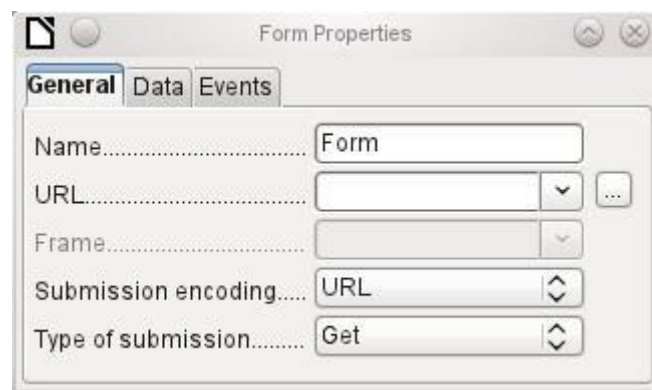 Form Properties
General Data Events
Name.............................. Form
URL................................. ...
Frame..............................
Submission encoding..... URL
Type of submission......... Get